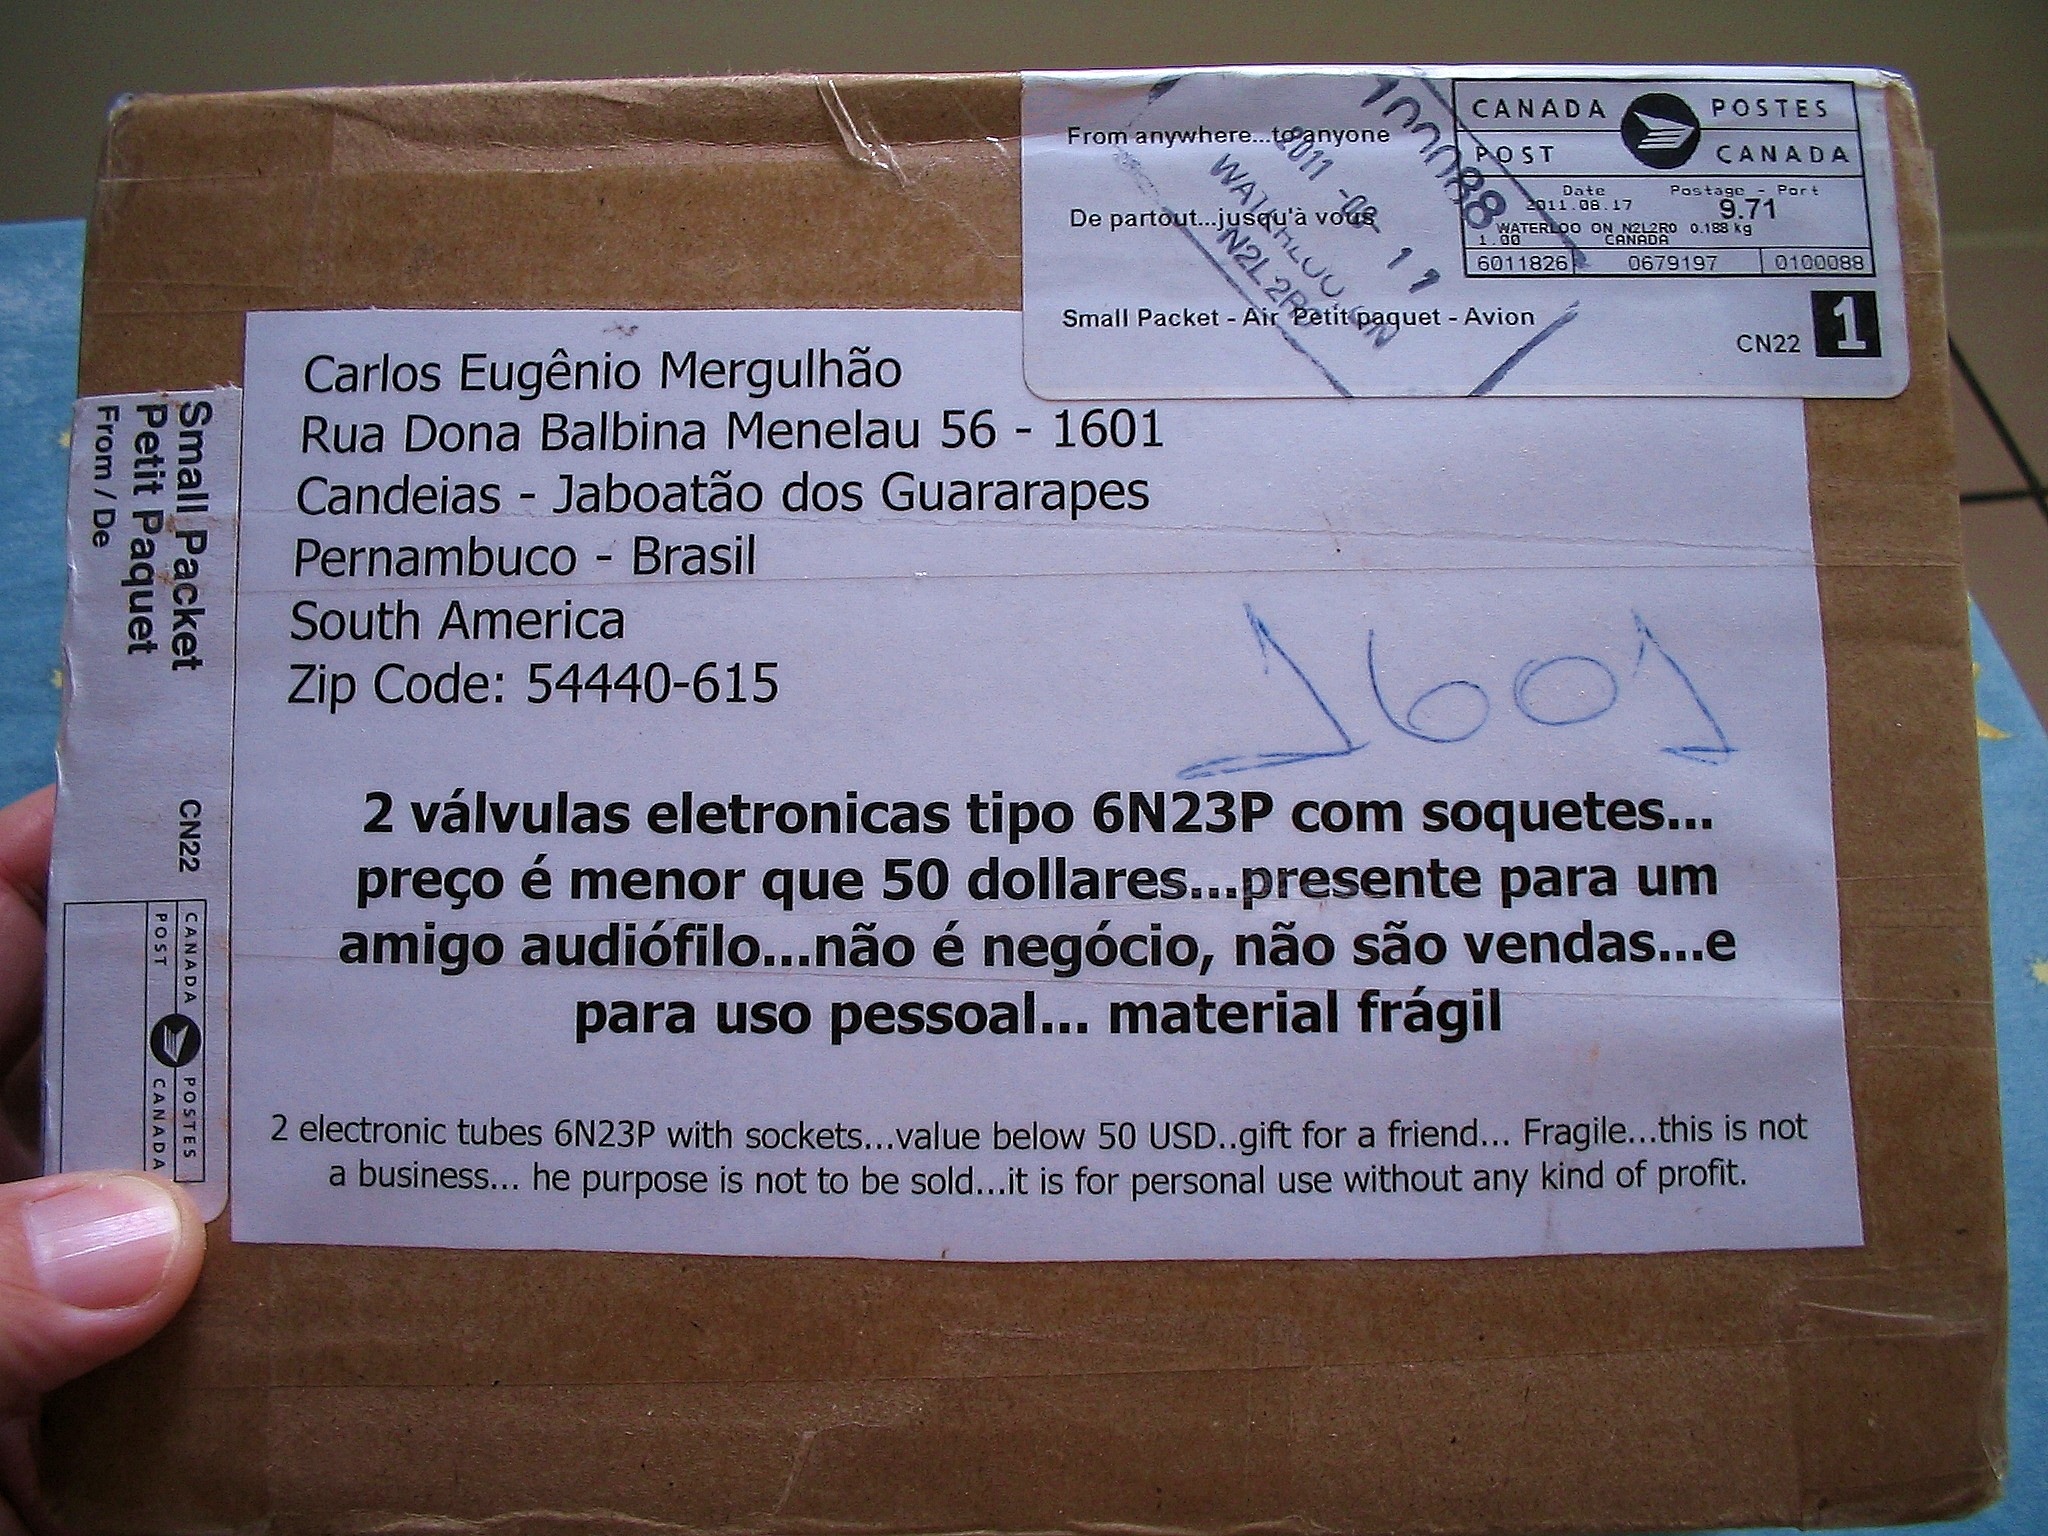 From anywhere...to anyone
De partout...jusqu'à vous
Small Packet - Air Petit paquet - Avion
CN22
1
CANADA POSTES
POST CANADA
Date Postage - Port
2011.08.17 9.71
WATERLOO ON N2L2R0 0.188 kg
1.00 CANADA
6011826 0679197 0100088
100088
WATERLOO ON
N2L 2R0
Small Packet
Petit Paquet
From / De
CN22
CANADA POSTES
POST CANADA
Carlos Eugênio Mergulhão
Rua Dona Balbina Menelau 56 - 1601
Candeias - Jaboatão dos Guararapes
Pernambuco - Brasil
South America
Zip Code: 54440-615
1601
2 válvulas eletronicas tipo 6N23P com soquetes...
preço é menor que 50 dollares...presente para um
amigo audiófilo...não é negócio, não são vendas...e
para uso pessoal... material frágil
2 electronic tubes 6N23P with sockets...value below 50 USD..gift for a friend... Fragile...this is not
a business... he purpose is not to be sold...it is for personal use without any kind of profit.